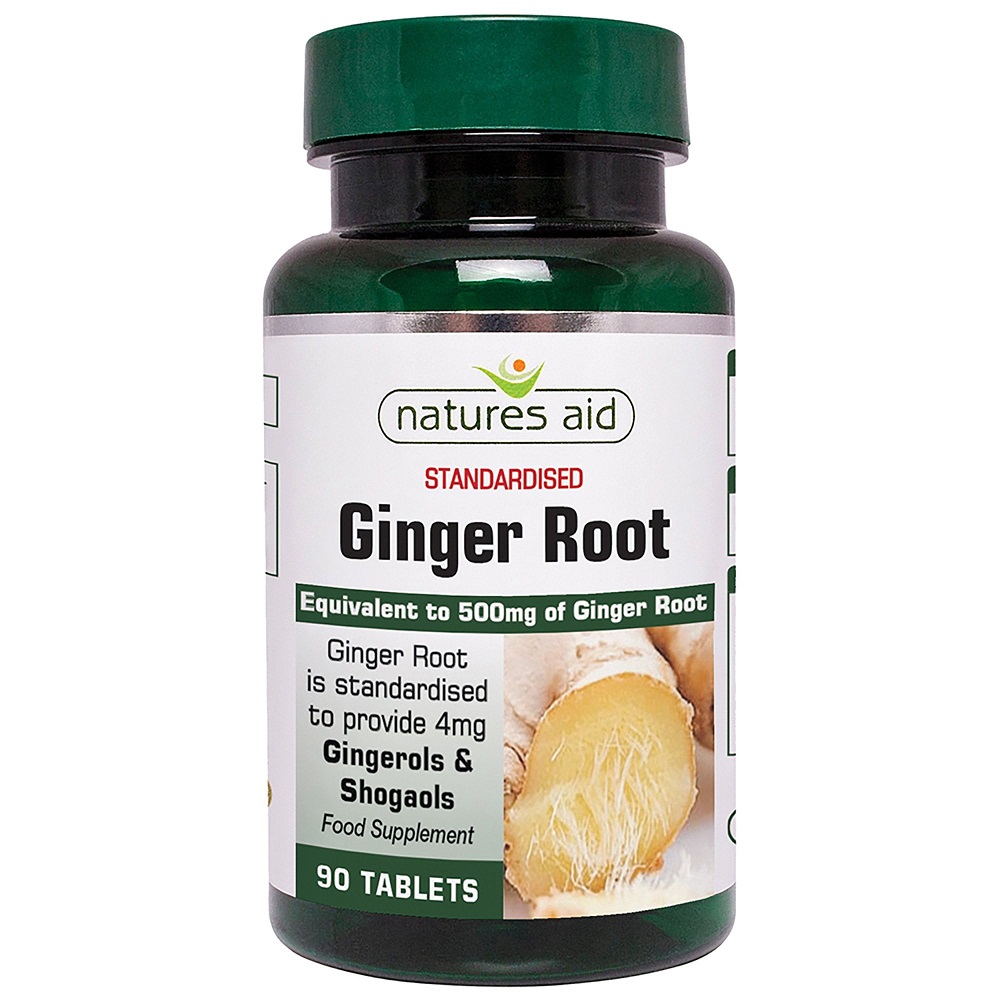 natures aid
STANDARDISED
Ginger Root
Equivalent to 500mg of Ginger Root
Ginger Root
is standardised
to provide 4mg
Gingerols &
Shogaols
Food Supplement
90 TABLETS